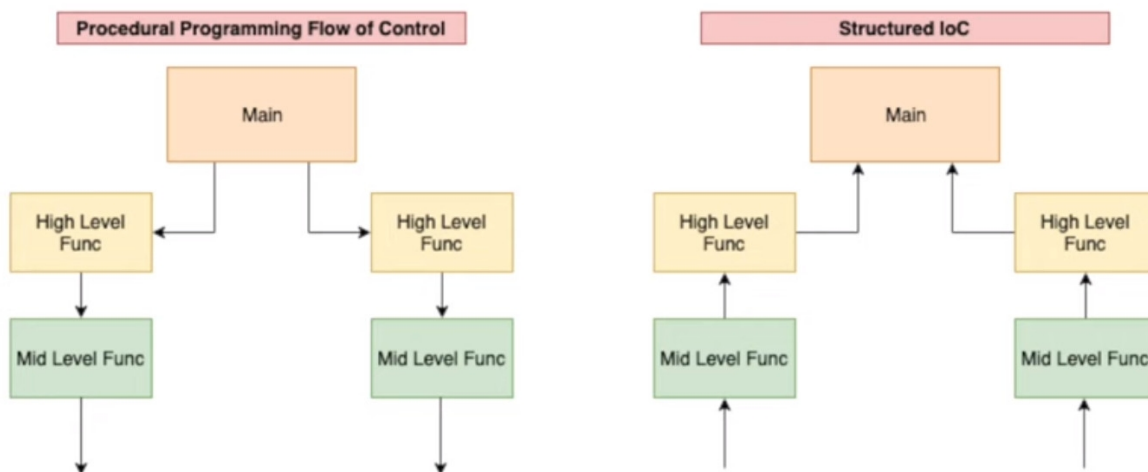 Procedural Programming Flow of Control
Structured IoC
Main
Main
High Level
Func
High Level
Func
High Level
Func
High Level
Func
Mid Level Func
Mid Level Func
Mid Level Func
Mid Level Func